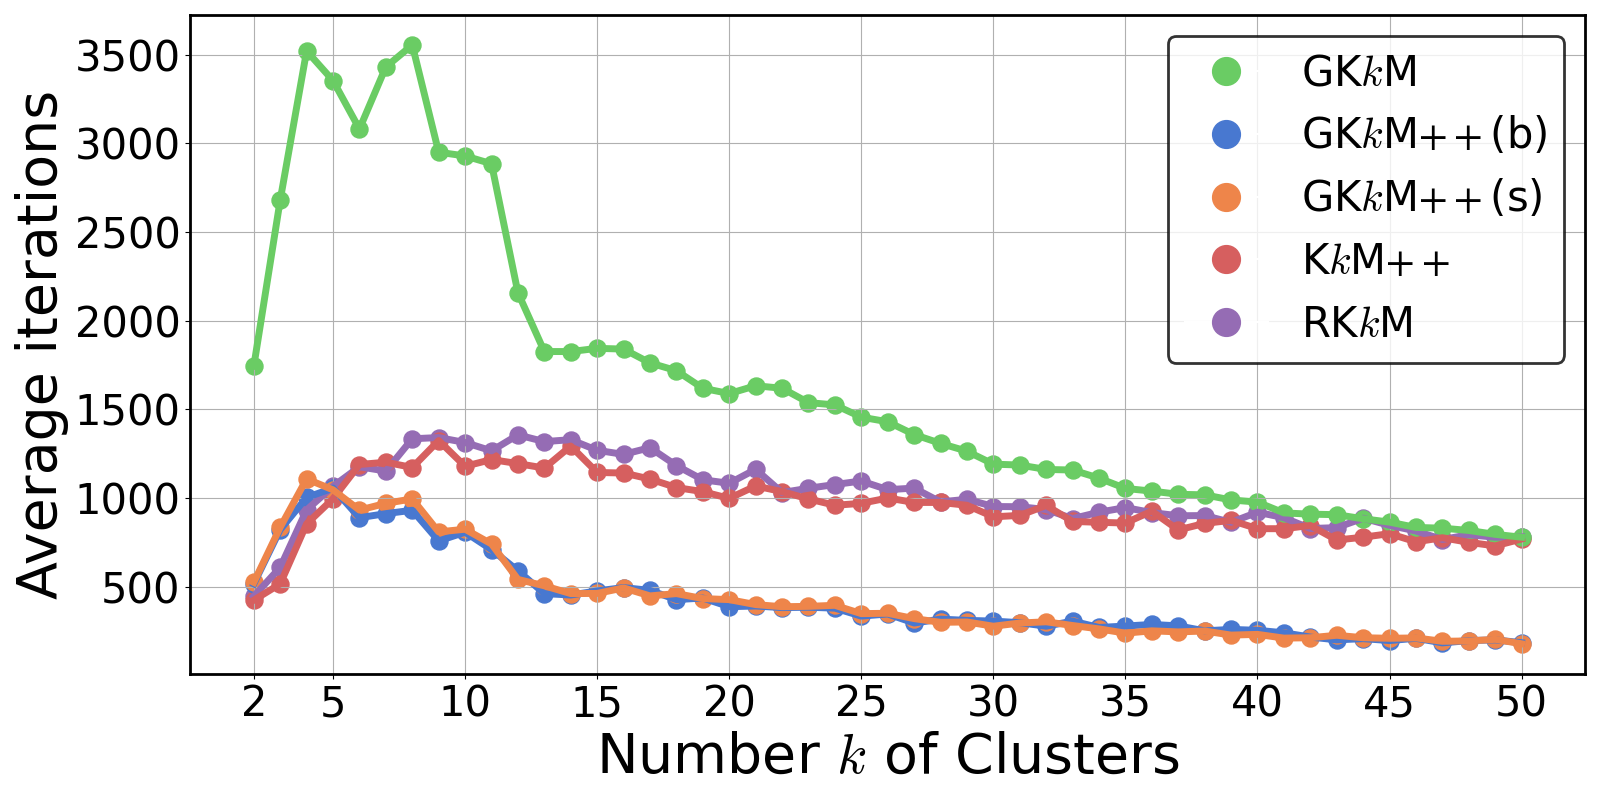 Average iterations
3500
3000
2500
2000
1500
1000
500
GKkM
GKkM++(b)
GKkM++(s)
KkM++
RKkM
2 5 10 15 20 25 30 35 40 45 50
Number k of Clusters